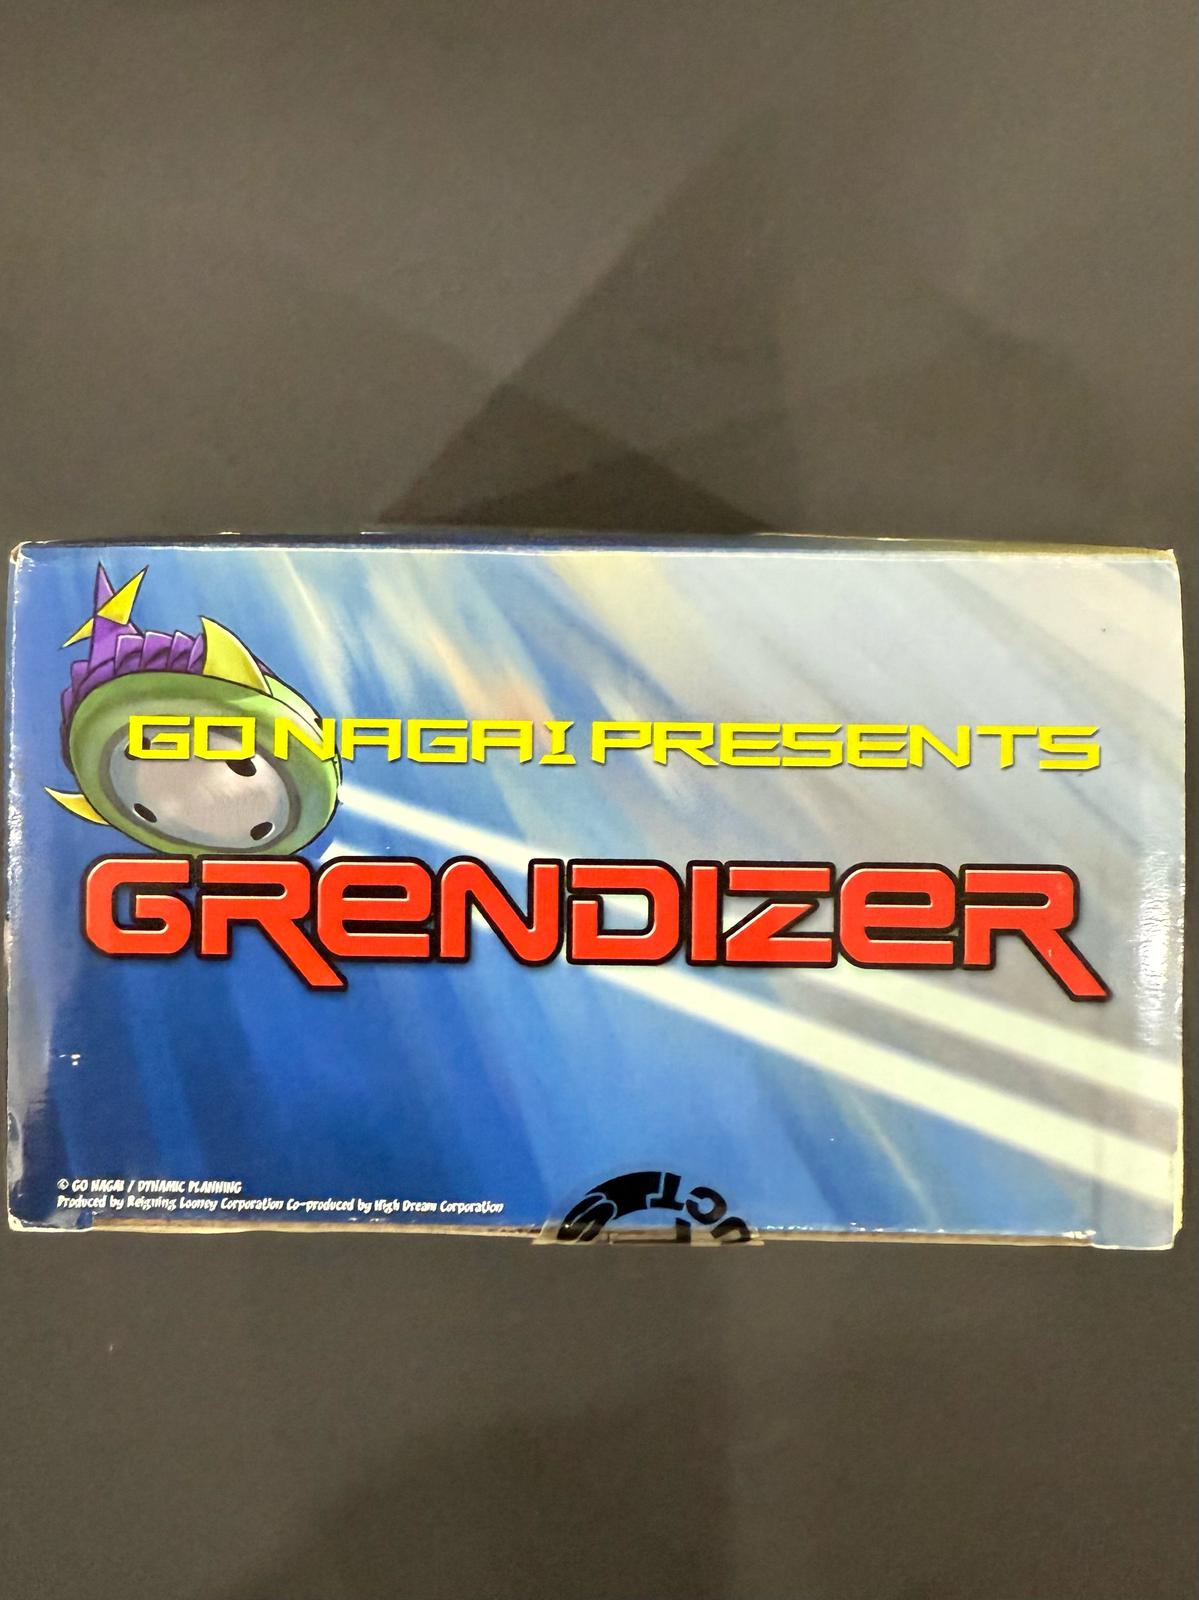 GO NAGAI PRESENTS
GRENDIZER
© GO NAGAI / DYNAMIC PLANNING
Produced by Reigning Looney Corporation Co-produced by High Dream Corporation